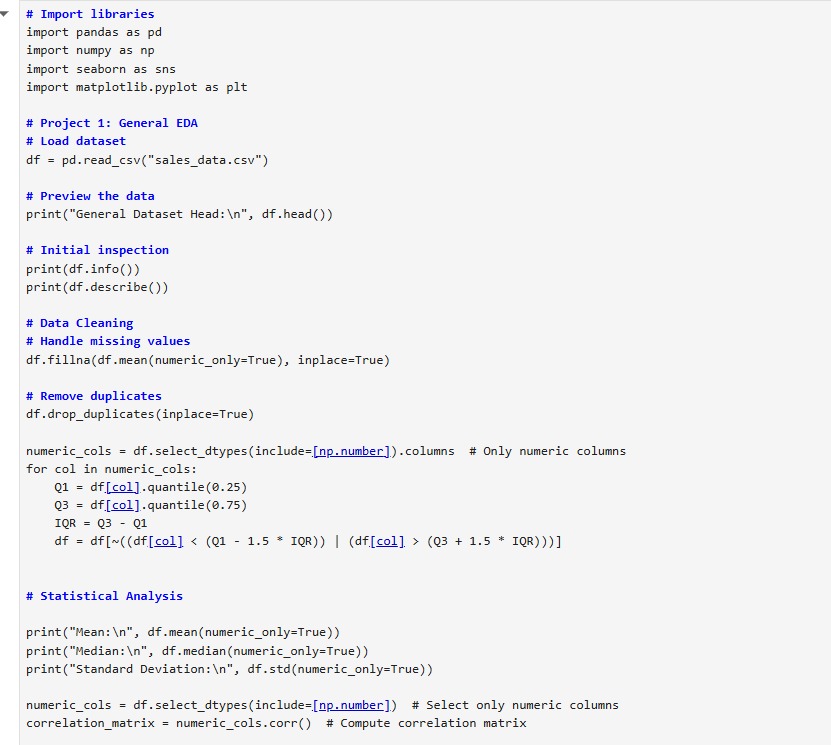 # Import libraries
import pandas as pd
import numpy as np
import seaborn as sns
import matplotlib.pyplot as plt
# Project 1: General EDA
# Load dataset
df = pd.read_csv("sales_data.csv")
# Preview the data
print("General Dataset Head:\n", df.head())
# Initial inspection
print(df.info())
print(df.describe())
# Data Cleaning
# Handle missing values
df.fillna(df.mean(numeric_only=True), inplace=True)
# Remove duplicates
df.drop_duplicates(inplace=True)
numeric_cols = df.select_dtypes(include=[np.number]).columns  # Only numeric columns
for col in numeric_cols:
    Q1 = df[col].quantile(0.25)
    Q3 = df[col].quantile(0.75)
    IQR = Q3 - Q1
    df = df[~((df[col] < (Q1 - 1.5 * IQR)) | (df[col] > (Q3 + 1.5 * IQR)))]
# Statistical Analysis
print("Mean:\n", df.mean(numeric_only=True))
print("Median:\n", df.median(numeric_only=True))
print("Standard Deviation:\n", df.std(numeric_only=True))
numeric_cols = df.select_dtypes(include=[np.number])  # Select only numeric columns
correlation_matrix = numeric_cols.corr()  # Compute correlation matrix